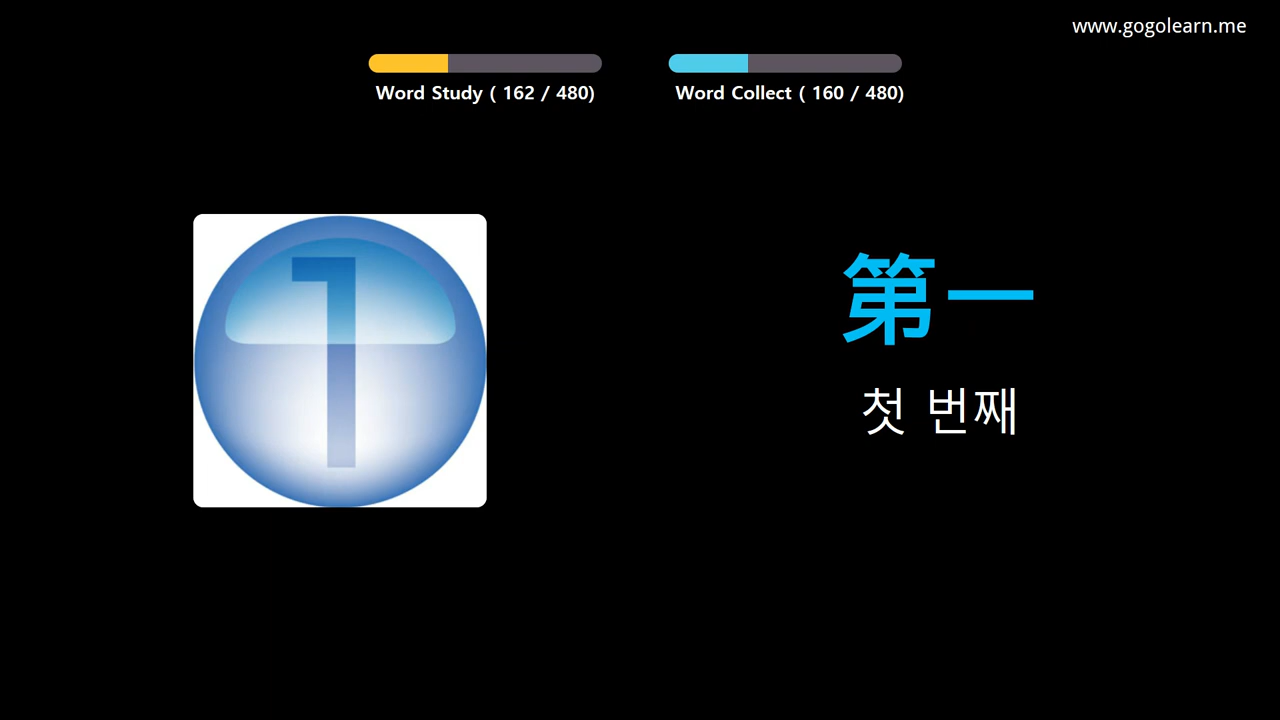 www.gogolearn.me
Word Study ( 162 / 480)
Word Collect ( 160 / 480)
1
第一
첫 번째